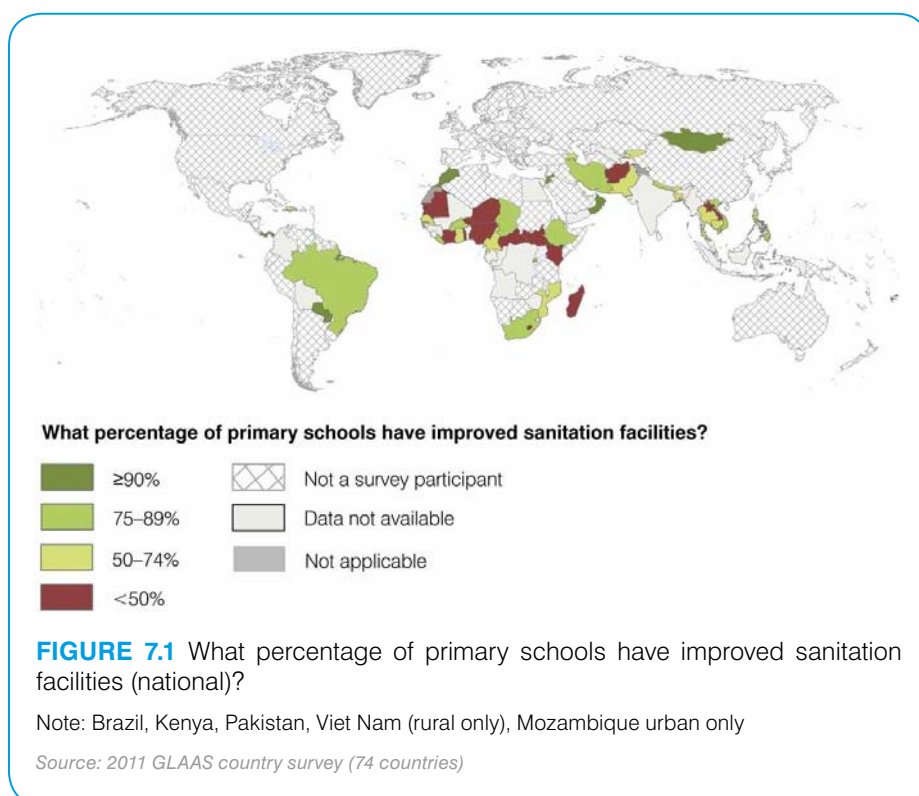 What percentage of primary schools have improved sanitation facilities?
≥90% Not a survey participant
75–89% Data not available
50–74% Not applicable
<50%
FIGURE 7.1 What percentage of primary schools have improved sanitation
facilities (national)?
Note: Brazil, Kenya, Pakistan, Viet Nam (rural only), Mozambique urban only
Source: 2011 GLAAS country survey (74 countries)